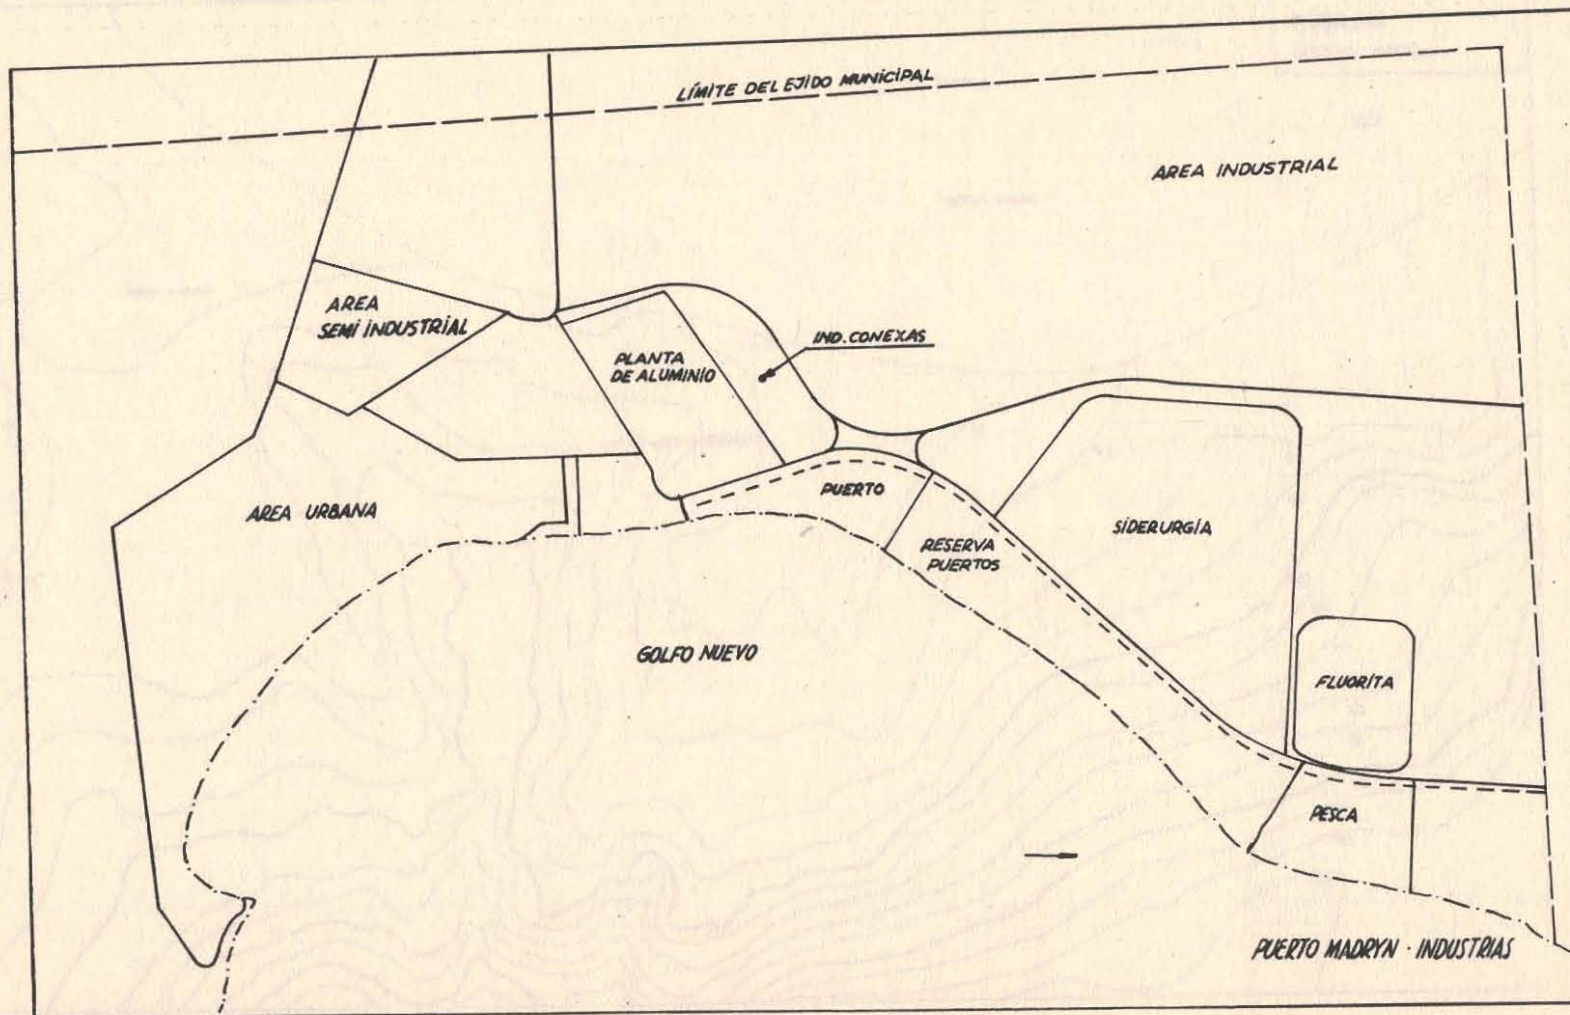 LÍMITE DEL EJIDO MUNICIPAL
AREA INDUSTRIAL
AREA
SEMI INDUSTRIAL
IND. CONEXAS
PLANTA
DE ALUMINIO
PUERTO
AREA URBANA
SIDERURGÍA
RESERVA
PUERTOS
GOLFO NUEVO
FLUORITA
PESCA
PUERTO MADRYN · INDUSTRIAS